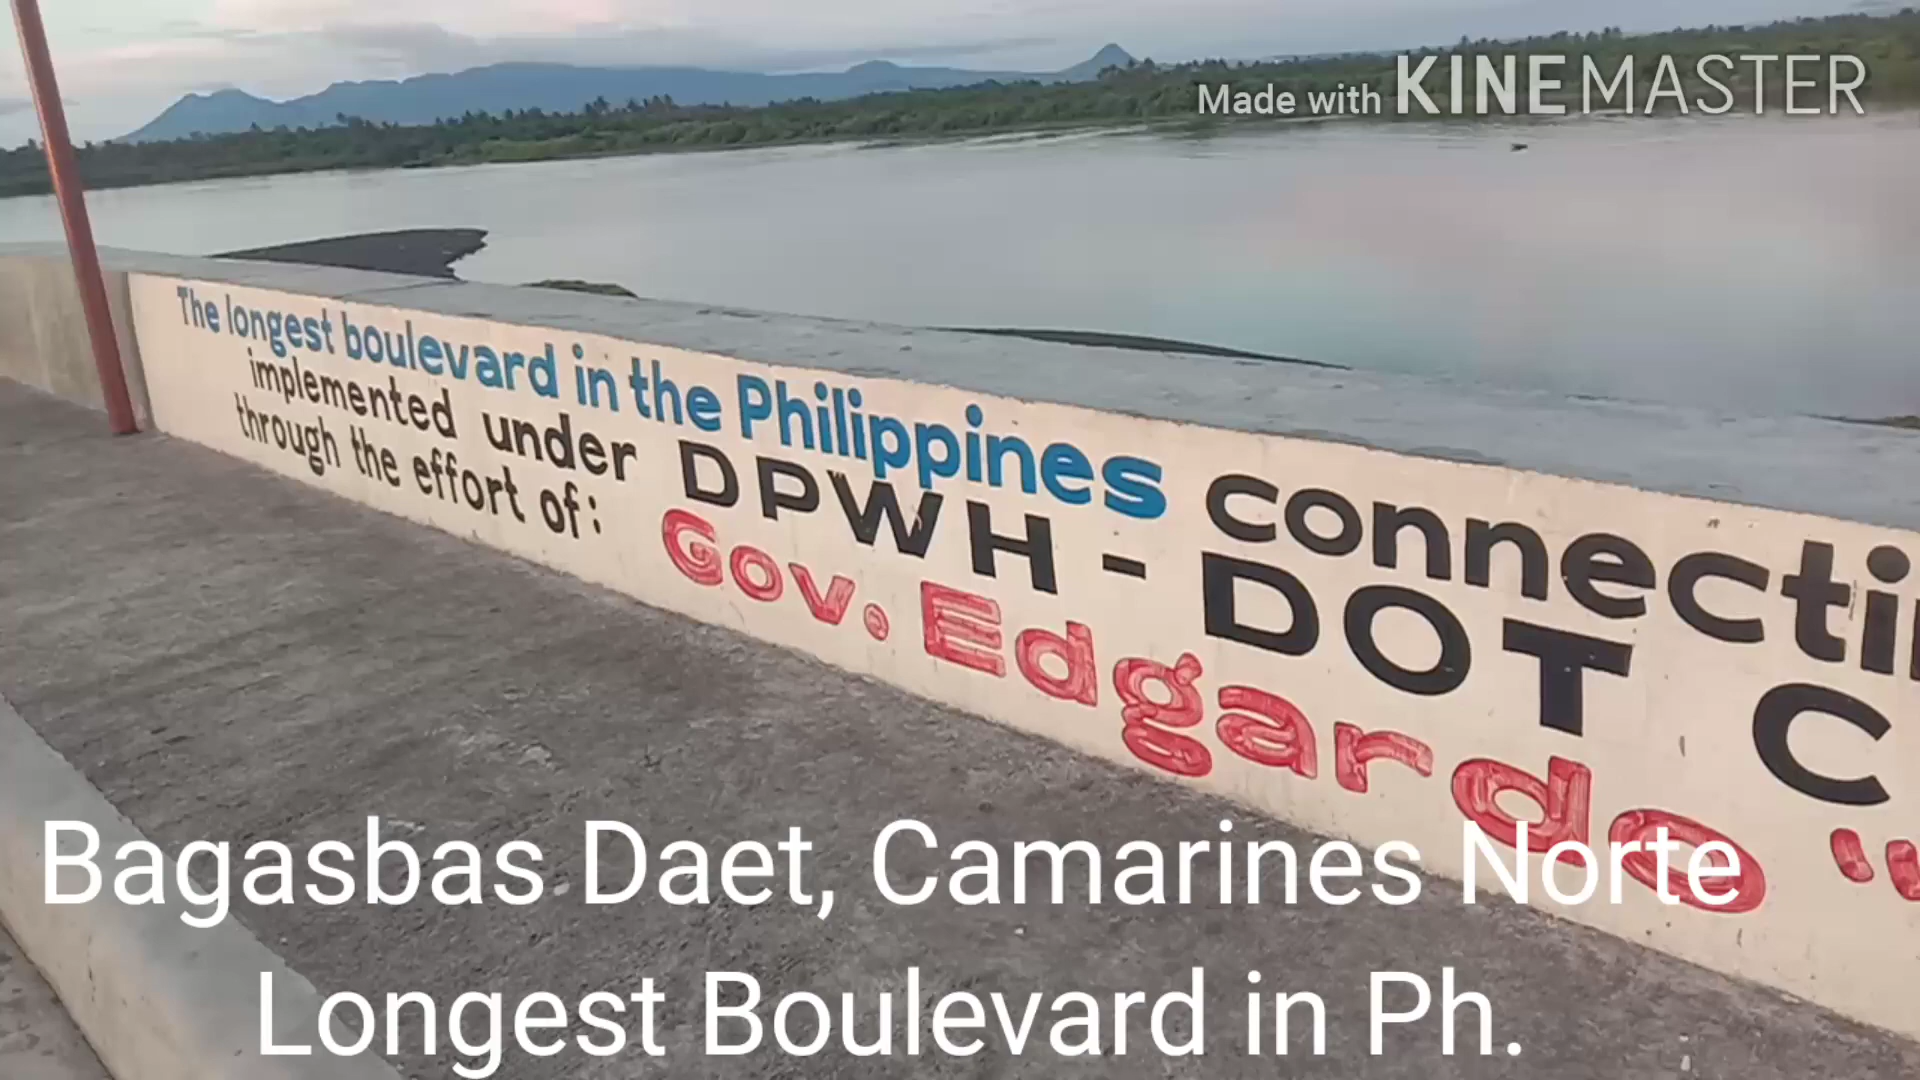 Made with KINEMASTER
The longest boulevard in the Philippines
implemented under DPWH - DOT
through the effort of: Gov. Edgardo "
Bagasbas Daet, Camarines Norte
Longest Boulevard in Ph.